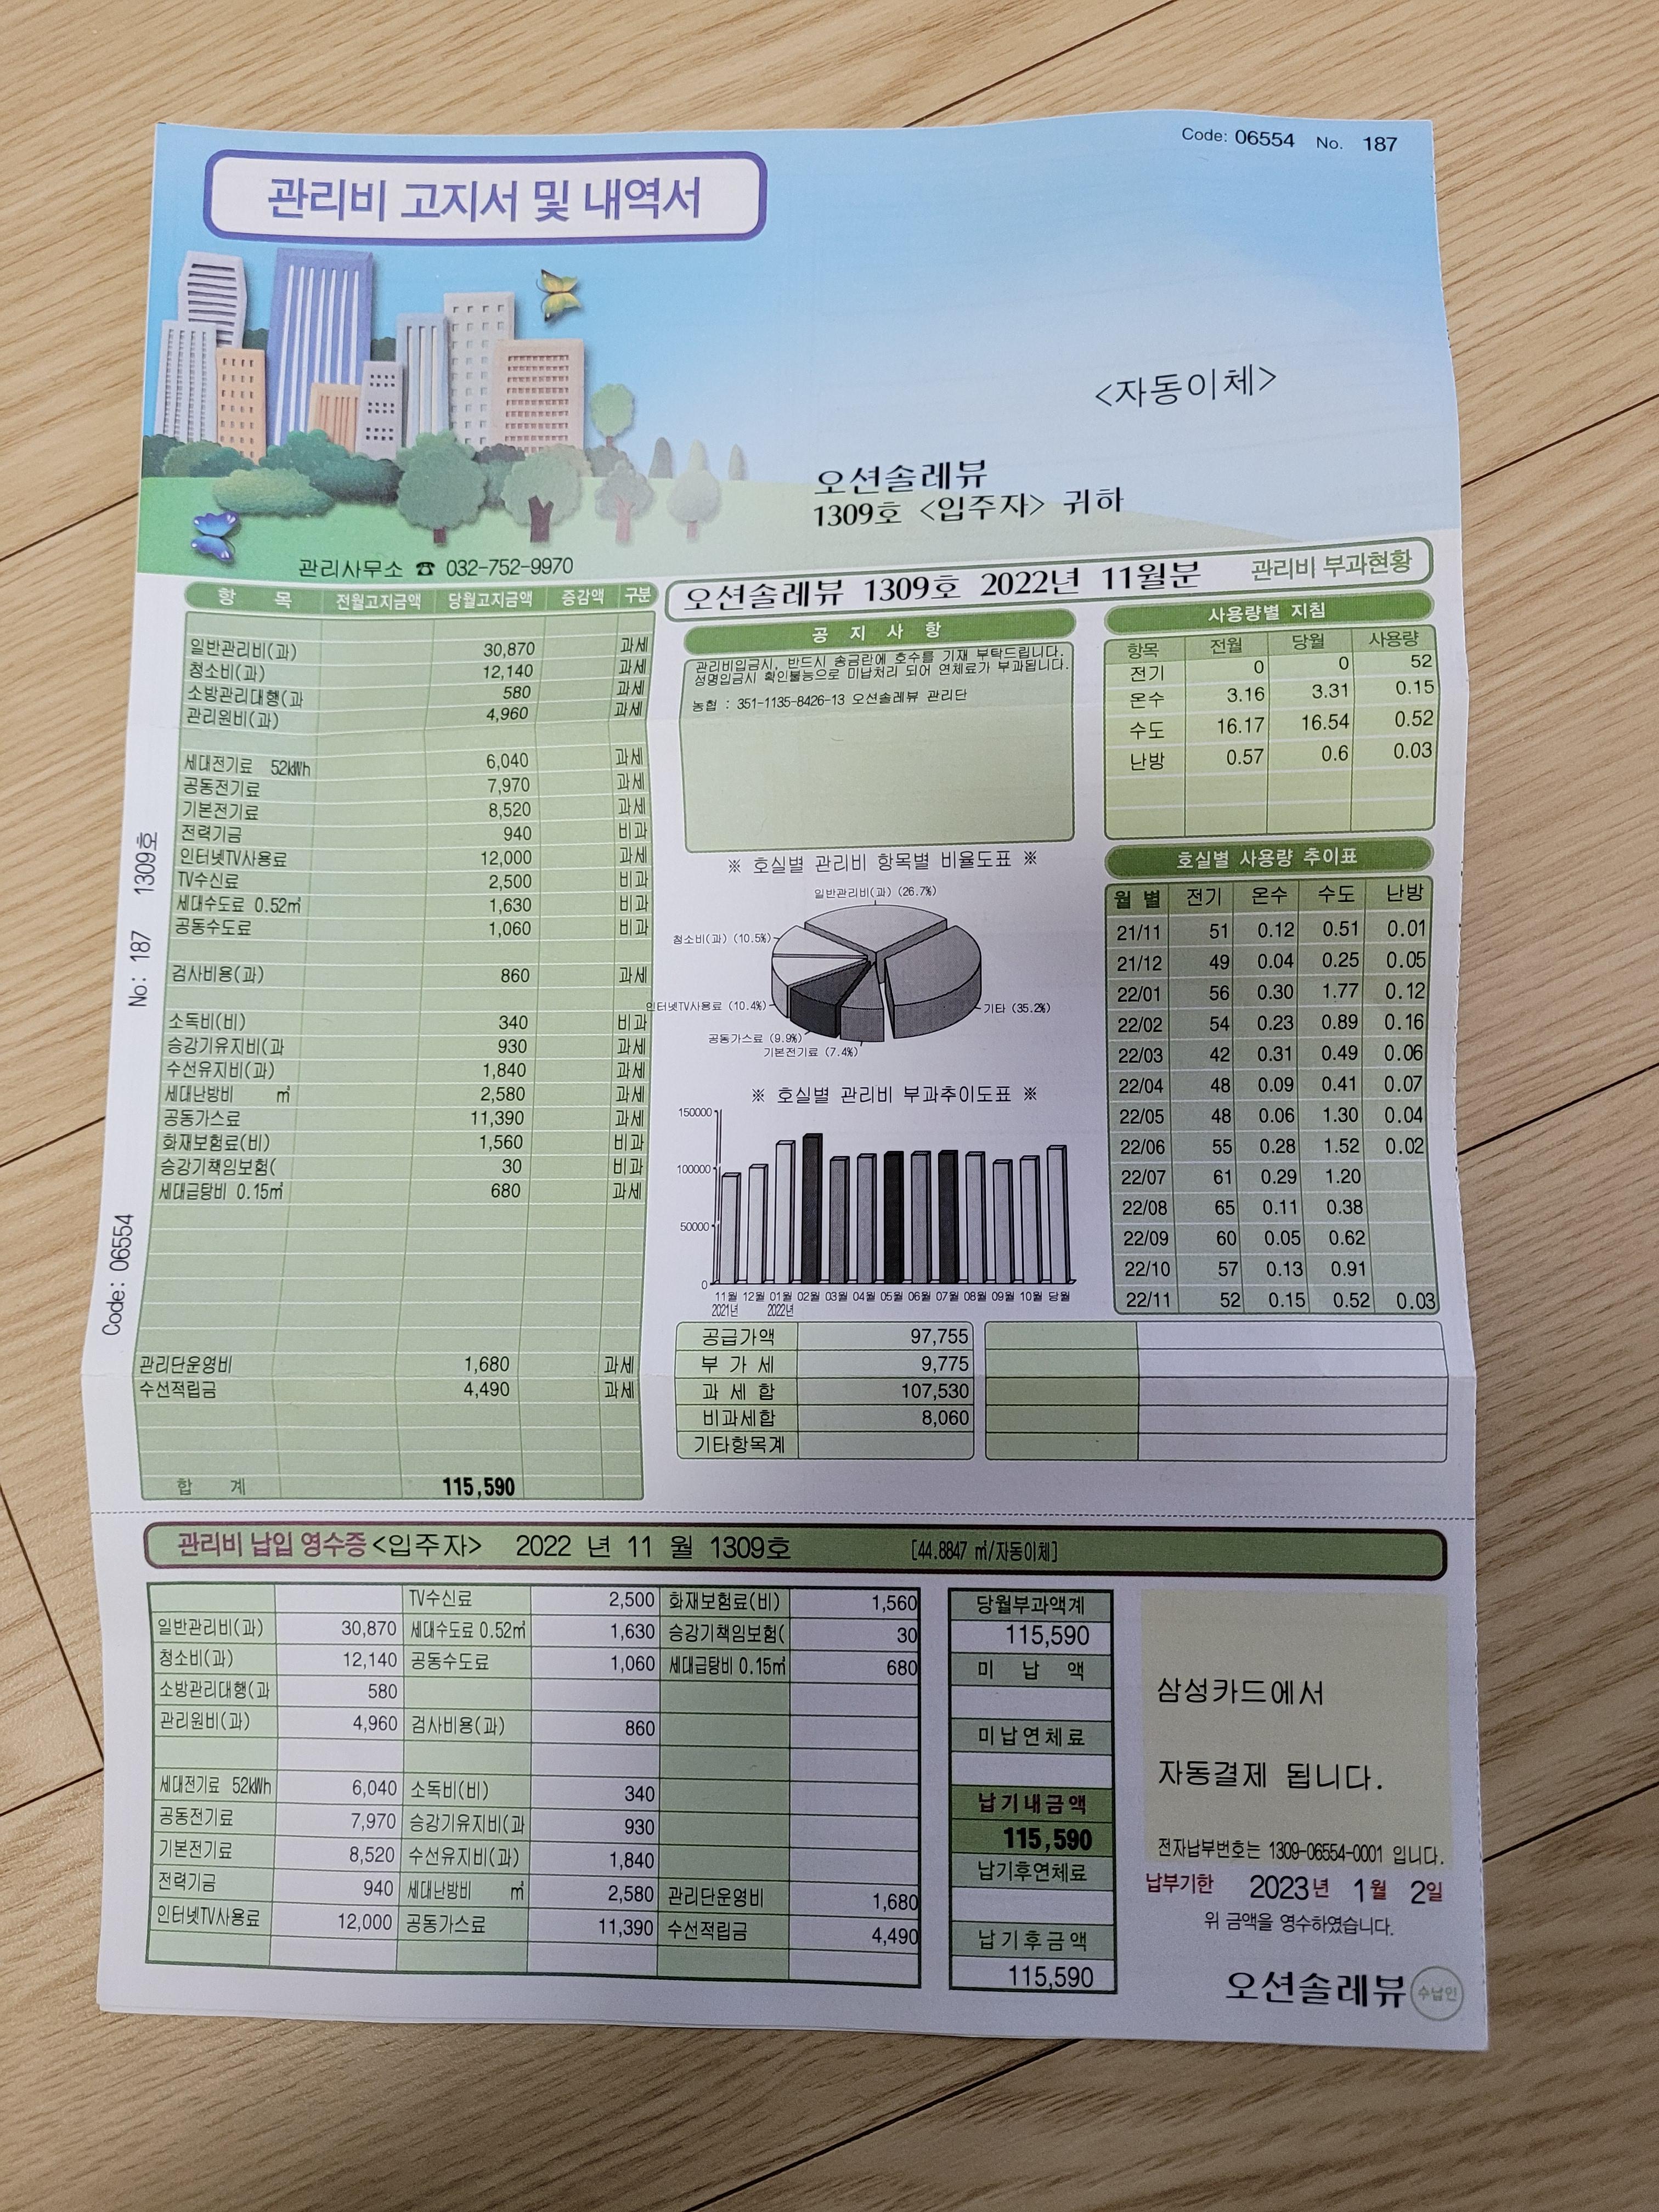 Code: 06554 No. 187
관리비 고지서 및 내역서
<자동이체>
오션솔레뷰
1309호 <입주자> 귀하
관리사무소 ☎ 032-752-9970
항 목 전월고지금액 당월고지금액 증감액 구분
일반관리비(과) 30,870 과세
청소비(과) 12,140 과세
소방관리대행(과 580 과세
관리원비(과) 4,960 과세
세대전기료 52kWh 6,040 과세
공동전기료 7,970 과세
기본전기료 8,520 과세
전력기금 940 비과
인터넷TV사용료 12,000 과세
TV수신료 2,500 비과
세대수도료 0.52㎥ 1,630 비과
공동수도료 1,060 비과
검사비용(과) 860 과세
소독비(비) 340 비과
승강기유지비(과 930 과세
수선유지비(과) 1,840 과세
세대난방비 ㎥ 2,580 과세
공동가스료 11,390 과세
화재보험료(비) 1,560 비과
승강기책임보험( 30 비과
세대급탕비 0.15㎥ 680 과세
관리단운영비 1,680 과세
수선적립금 4,490 과세
합 계 115,590
Code: 06554 No: 187 1309호
오션솔레뷰 1309호 2022년 11월분 관리비 부과현황
공 지 사 항
관리비입금시, 반드시 송금란에 호수를 기재 부탁드립니다.
성명입금시 확인불능으로 미납처리 되어 연체료가 부과됩니다.
농협 : 351-1135-8426-13 오션솔레뷰 관리단
※ 호실별 관리비 항목별 비율도표 ※
일반관리비(과) (26.7%)
청소비(과) (10.5%)
인터넷TV사용료 (10.4%)
기타 (35.2%)
공동가스료 (9.9%)
기본전기료 (7.4%)
※ 호실별 관리비 부과추이도표 ※
150000
100000
50000
0
11월 12월 01월 02월 03월 04월 05월 06월 07월 08월 09월 10월 당월
2021년 2022년
공급가액 97,755
부 가 세 9,775
과 세 합 107,530
비과세합 8,060
기타항목계
사용량별 지침
항목 전월 당월 사용량
전기 0 0 52
온수 3.16 3.31 0.15
수도 16.17 16.54 0.52
난방 0.57 0.6 0.03
호실별 사용량 추이표
월 별 전기 온수 수도 난방
21/11 51 0.12 0.51 0.01
21/12 49 0.04 0.25 0.05
22/01 56 0.30 1.77 0.12
22/02 54 0.23 0.89 0.16
22/03 42 0.31 0.49 0.06
22/04 48 0.09 0.41 0.07
22/05 48 0.06 1.30 0.04
22/06 55 0.28 1.52 0.02
22/07 61 0.29 1.20
22/08 65 0.11 0.38
22/09 60 0.05 0.62
22/10 57 0.13 0.91
22/11 52 0.15 0.52 0.03
관리비 납입 영수증 <입주자> 2022 년 11 월 1309호 [44.8847 ㎡/자동이체]
TV수신료 2,500 화재보험료(비) 1,560
일반관리비(과) 30,870 세대수도료 0.52㎥ 1,630 승강기책임보험( 30
청소비(과) 12,140 공동수도료 1,060 세대급탕비 0.15㎥ 680
소방관리대행(과 580
관리원비(과) 4,960 검사비용(과) 860
세대전기료 52kWh 6,040 소독비(비) 340
공동전기료 7,970 승강기유지비(과 930
기본전기료 8,520 수선유지비(과) 1,840
전력기금 940 세대난방비 ㎥ 2,580 관리단운영비 1,680
인터넷TV사용료 12,000 공동가스료 11,390 수선적립금 4,490
당월부과액계
115,590
미 납 액
미납연체료
납기내금액
115,590
납기후연체료
납기후금액
115,590
삼성카드에서
자동결제 됩니다.
전자납부번호는 1309-06554-0001 입니다.
납부기한 2023년 1월 2일
위 금액을 영수하였습니다.
오션솔레뷰 수납인